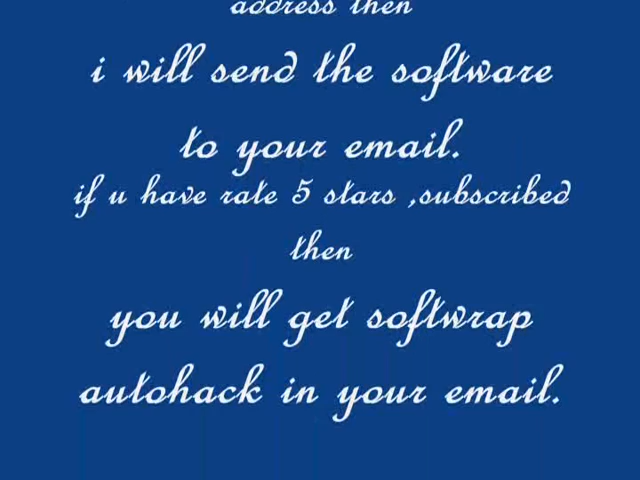 address then
i will send the software
to your email.
if u have rate 5 stars ,subscribed
then
you will get softwrap
autohack in your email.